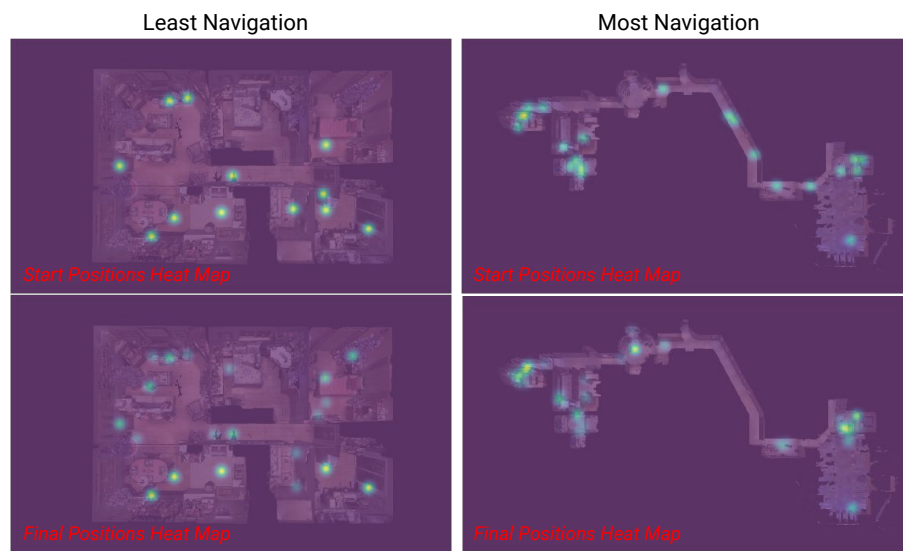 Least Navigation
Most Navigation
Start Positions Heat Map
Start Positions Heat Map
Final Positions Heat Map
Final Positions Heat Map